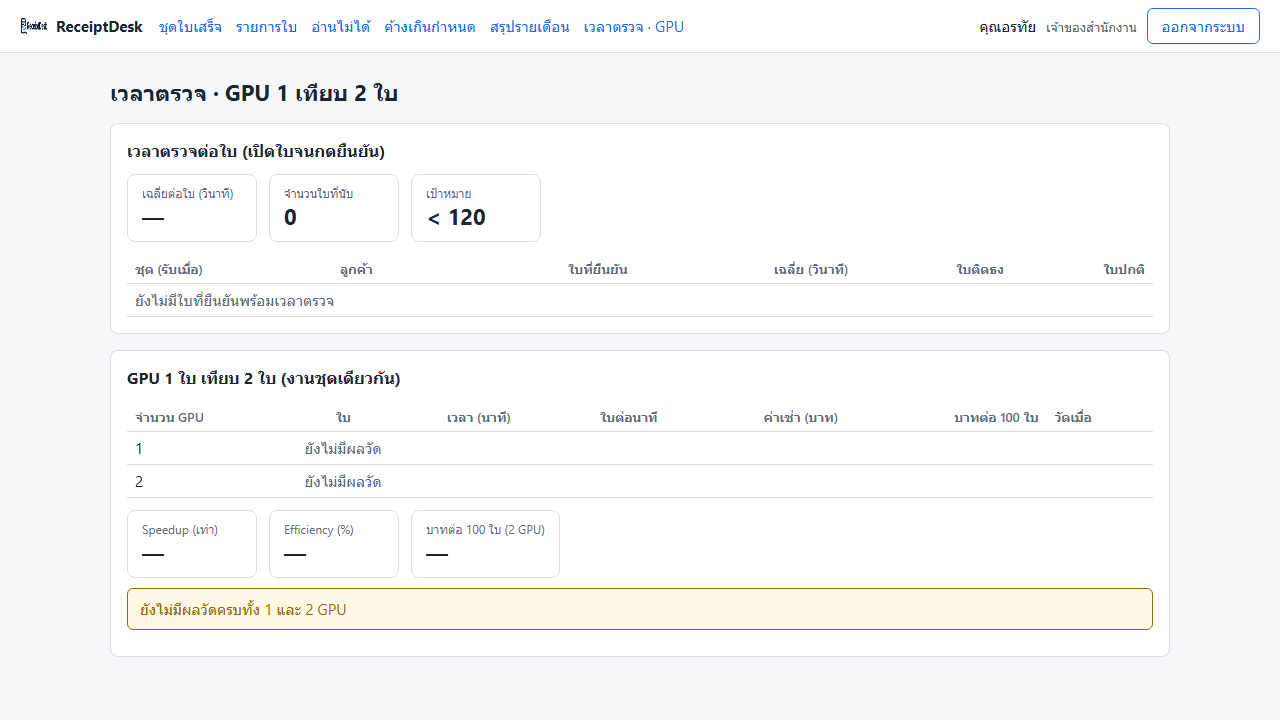 ReceiptDesk ชุดใบเสร็จ รายการใบ อ่านไม่ได้ ค้างเกินกำหนด สรุปรายเดือน เวลาตรวจ · GPU คุณอรทัย เจ้าของสำนักงาน ออกจากระบบ
เวลาตรวจ · GPU 1 เทียบ 2 ใบ
เวลาตรวจต่อใบ (เปิดใบจนกดยืนยัน)
เฉลี่ยต่อใบ (วินาที) จำนวนใบที่นับ เป้าหมาย
— 0 < 120
ชุด (รับเมื่อ) ลูกค้า ใบที่ยืนยัน เฉลี่ย (วินาที) ใบติดธง ใบปกติ
ยังไม่มีใบที่ยืนยันพร้อมเวลาตรวจ
GPU 1 ใบ เทียบ 2 ใบ (งานชุดเดียวกัน)
จำนวน GPU ใบ เวลา (นาที) ใบต่อนาที ค่าเช่า (บาท) บาทต่อ 100 ใบ วัดเมื่อ
1 ยังไม่มีผลวัด
2 ยังไม่มีผลวัด
Speedup (เท่า) Efficiency (%) บาทต่อ 100 ใบ (2 GPU)
— — —
ยังไม่มีผลวัดครบทั้ง 1 และ 2 GPU